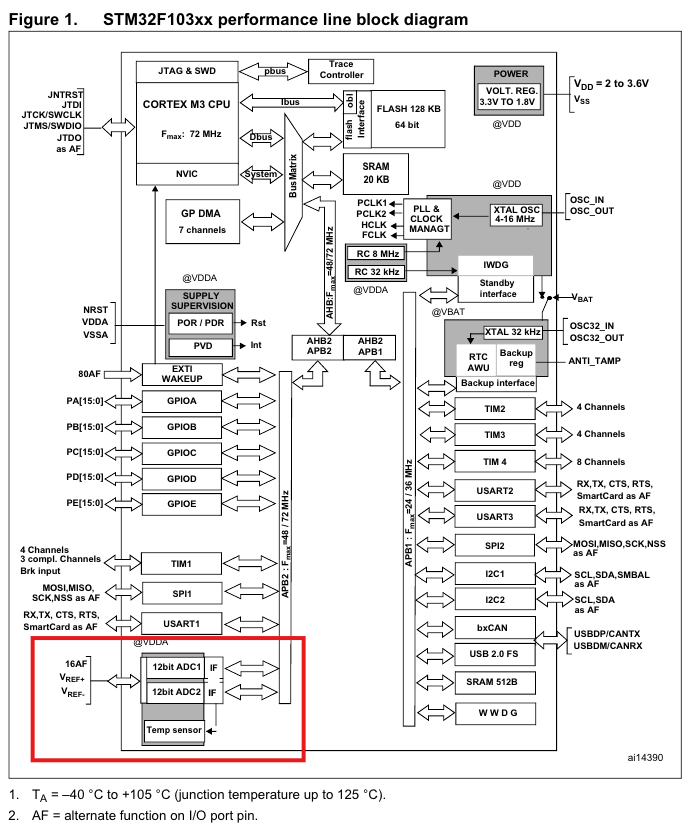 Figure 1. STM32F103xx performance line block diagram
JTAG & SWD
pbus
Trace
Controller
JNTRST
JTDI
JTCK/SWCLK
JTMS/SWDIO
JTDO
as AF
CORTEX M3 CPU
Fmax: 72 MHz
NVIC
Ibus
Dbus
System
BusMatrix
flash obl
Interface
FLASH 128 KB
64 bit
SRAM
20 KB
POWER
VOLT. REG.
3.3V TO 1.8V
@VDD
VDD = 2 to 3.6V
VSS
GP DMA
7 channels
AHB:Fmax=48/72 MHz
@VDD
PCLK1
PCLK2
HCLK
FCLK
PLL &
CLOCK
MANAGT
XTAL OSC
4-16 MHz
OSC_IN
OSC_OUT
RC 8 MHz
RC 32 kHz
@VDDA
IWDG
Standby
interface
@VBAT
VBAT
@VDDA
SUPPLY
SUPERVISION
NRST
VDDA
VSSA
POR / PDR
Rst
PVD
Int
AHB2
APB2
AHB2
APB1
XTAL 32 kHz
OSC32_IN
OSC32_OUT
RTC
AWU
Backup
reg
ANTI_TAMP
Backup interface
80AF
EXTI
WAKEUP
PA[15:0]
GPIOA
PB[15:0]
GPIOB
PC[15:0]
GPIOC
PD[15:0]
GPIOD
PE[15:0]
GPIOE
4 Channels
3 compl. Channels
Brk input
TIM1
MOSI,MISO,
SCK,NSS as AF
SPI1
RX,TX, CTS, RTS,
SmartCard as AF
USART1
APB2 : Fmax=48 / 72 MHz
APB1 : Fmax=24 / 36 MHz
TIM2
4 Channels
TIM3
4 Channels
TIM 4
8 Channels
USART2
RX,TX, CTS, RTS,
SmartCard as AF
USART3
RX,TX, CTS, RTS,
SmartCard as AF
SPI2
MOSI,MISO,SCK,NSS
as AF
I2C1
SCL,SDA,SMBAL
as AF
I2C2
SCL,SDA
as AF
bxCAN
USBDP/CANTX
USBDM/CANRX
USB 2.0 FS
SRAM 512B
W W D G
@VDDA
16AF
VREF+
VREF-
12bit ADC1 IF
12bit ADC2 IF
Temp sensor
ai14390
1. TA = –40 °C to +105 °C (junction temperature up to 125 °C).
2. AF = alternate function on I/O port pin.